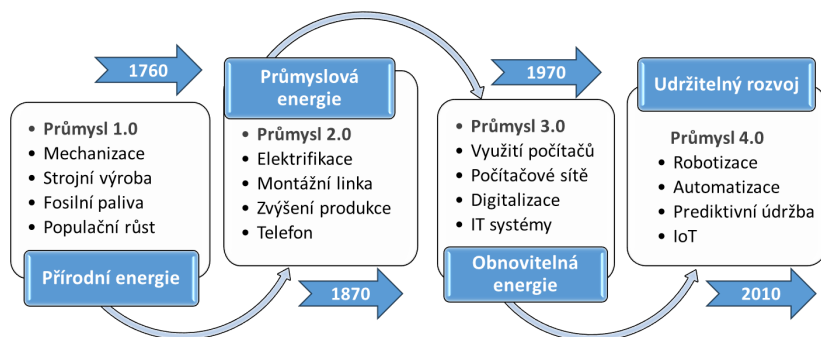 1760
• Průmysl 1.0
• Mechanizace
• Strojní výroba
• Fosilní paliva
• Populační růst
Přírodní energie
Průmyslová
energie
• Průmysl 2.0
• Elektrifikace
• Montážní linka
• Zvýšení produkce
• Telefon
1870
1970
• Průmysl 3.0
• Využití počítačů
• Počítačové sítě
• Digitalizace
• IT systémy
Obnovitelná
energie
Udržitelný rozvoj
Průmysl 4.0
• Robotizace
• Automatizace
• Prediktivní údržba
• IoT
2010